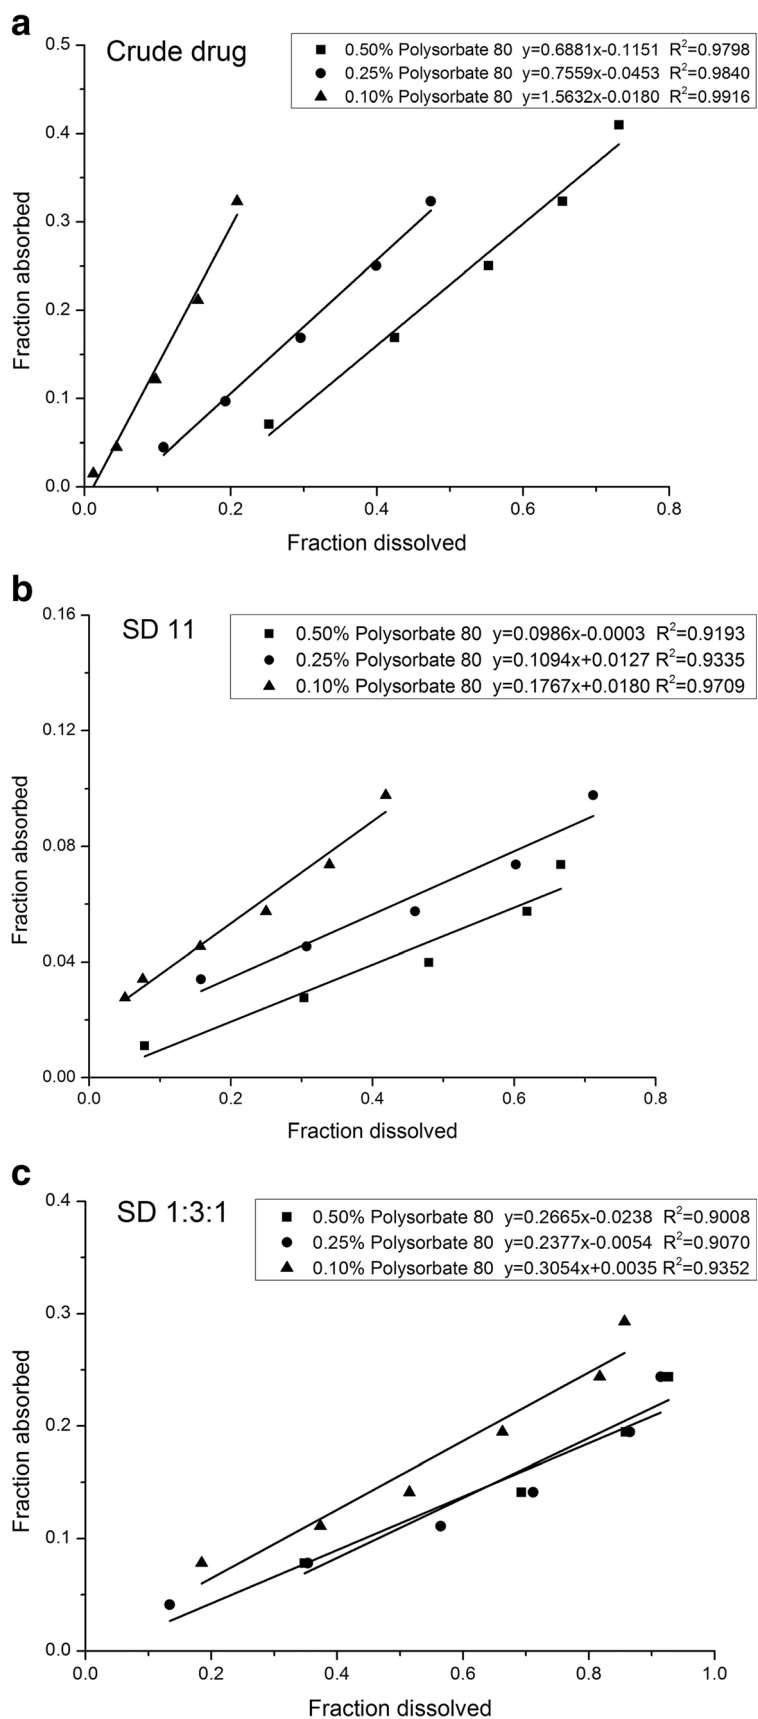 a
Crude drug
0.50% Polysorbate 80 y=0.6881x-0.1151 R²=0.9798
0.25% Polysorbate 80 y=0.7559x-0.0453 R²=0.9840
0.10% Polysorbate 80 y=1.5632x-0.0180 R²=0.9916
0.5
0.4
0.3
0.2
0.1
0.0
Fraction absorbed
0.0 0.2 0.4 0.6 0.8
Fraction dissolved
b
SD 11
0.50% Polysorbate 80 y=0.0986x-0.0003 R²=0.9193
0.25% Polysorbate 80 y=0.1094x+0.0127 R²=0.9335
0.10% Polysorbate 80 y=0.1767x+0.0180 R²=0.9709
0.16
0.12
0.08
0.04
0.00
Fraction absorbed
0.0 0.2 0.4 0.6 0.8
Fraction dissolved
c
SD 1:3:1
0.50% Polysorbate 80 y=0.2665x-0.0238 R²=0.9008
0.25% Polysorbate 80 y=0.2377x-0.0054 R²=0.9070
0.10% Polysorbate 80 y=0.3054x+0.0035 R²=0.9352
0.4
0.3
0.2
0.1
0.0
Fraction absorbed
0.0 0.2 0.4 0.6 0.8 1.0
Fraction dissolved